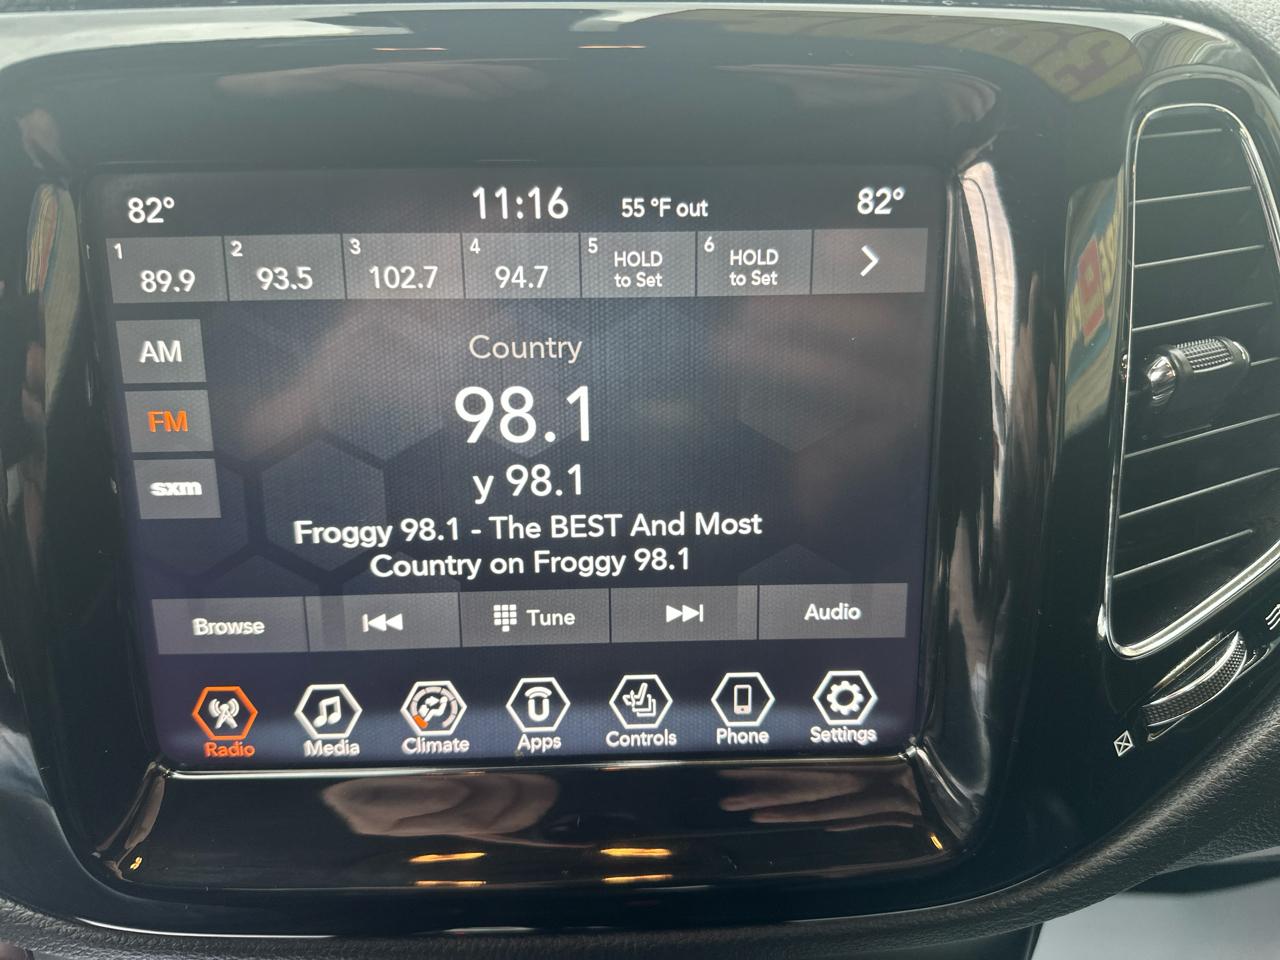 82°
11:16
55 °F out
82°
1
89.9
2
93.5
3
102.7
4
94.7
5
HOLD
to Set
6
HOLD
to Set
AM
FM
sxm
Country
98.1
y 98.1
Froggy 98.1 - The BEST And Most
Country on Froggy 98.1
Browse
Tune
Audio
Radio
Media
Climate
Apps
Controls
Phone
Settings